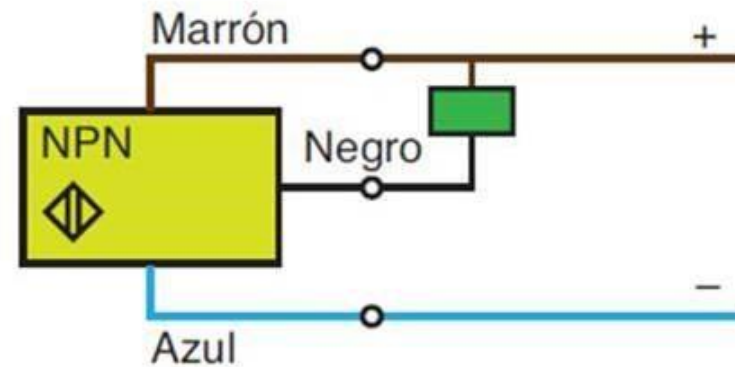 Marrón
+
NPN
Negro
–
Azul